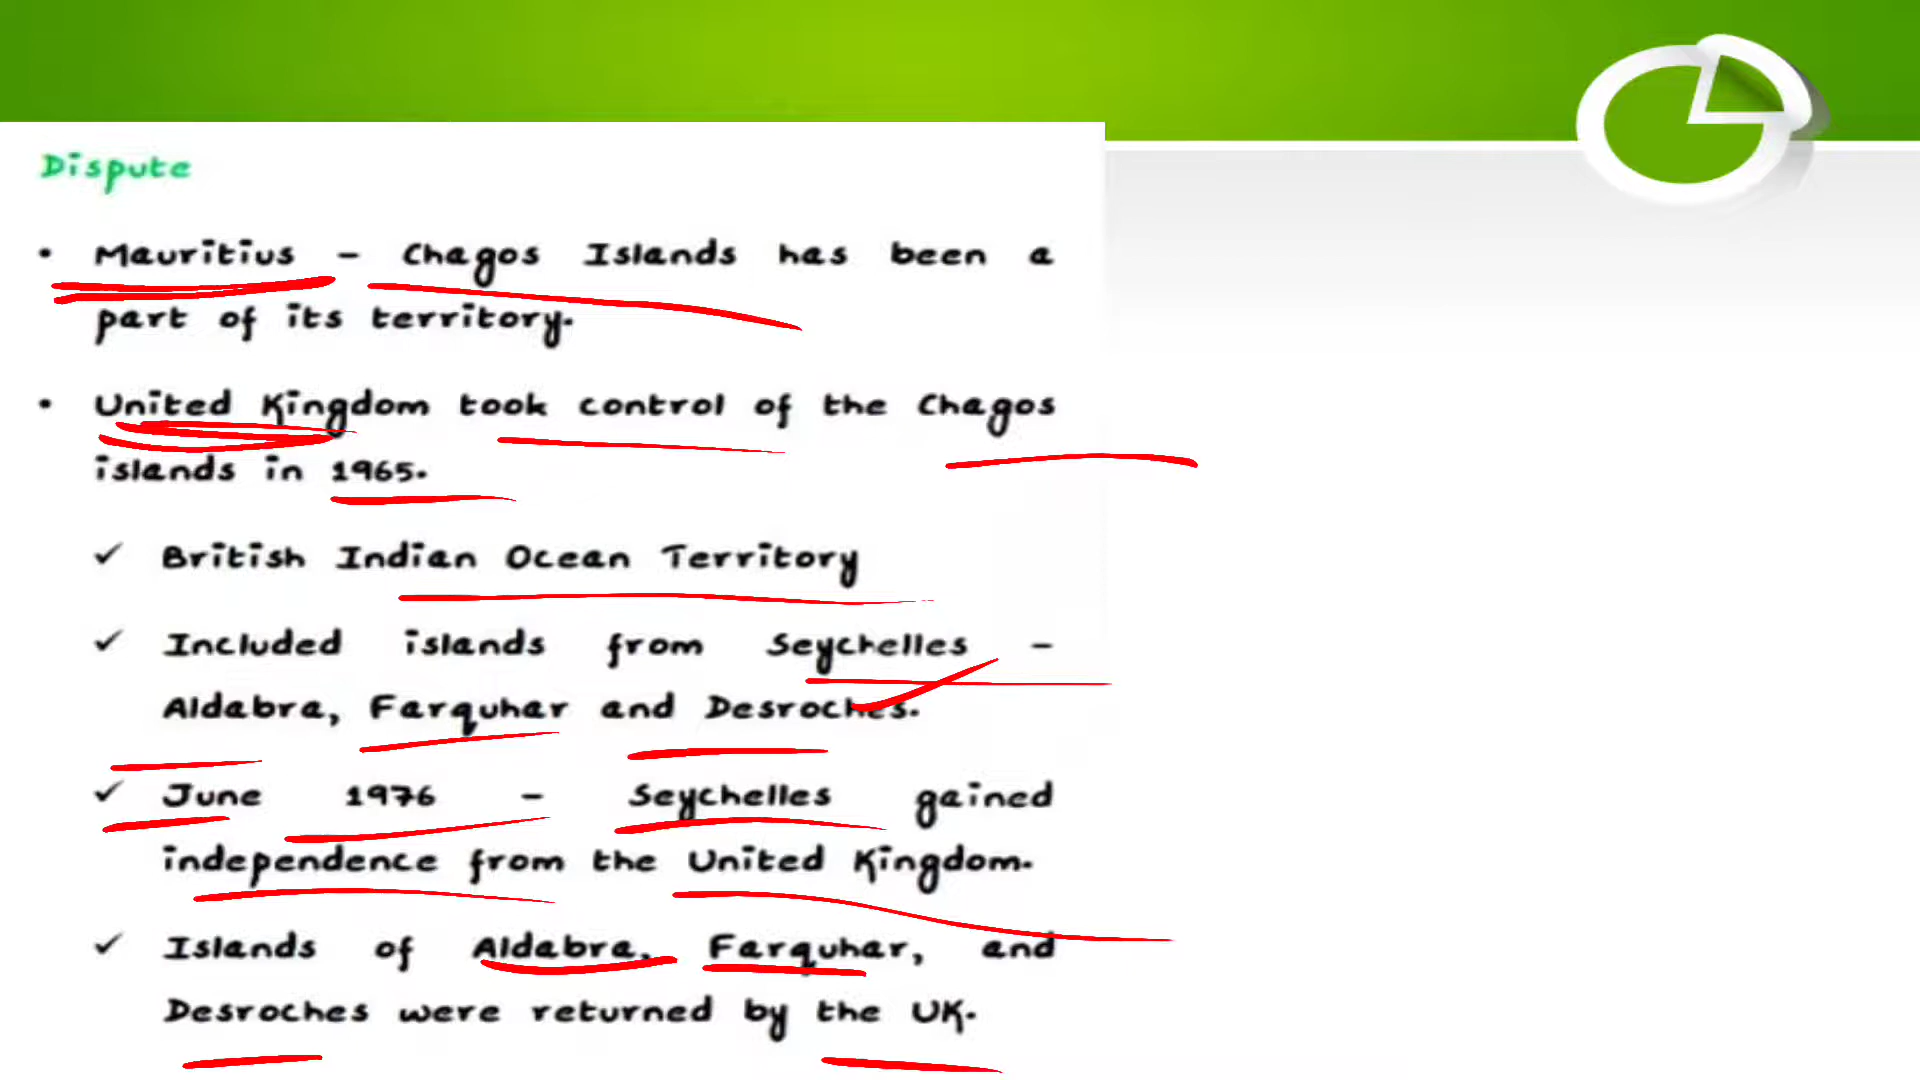 Dispute
• Mauritius – Chagos Islands has been a
part of its territory.
• United Kingdom took control of the Chagos
islands in 1965.
✓ British Indian Ocean Territory
✓ Included islands from Seychelles –
Aldabra, Farquhar and Desroches.
✓ June 1976 – Seychelles gained
independence from the United Kingdom.
✓ Islands of Aldabra, Farquhar, and
Desroches were returned by the UK.